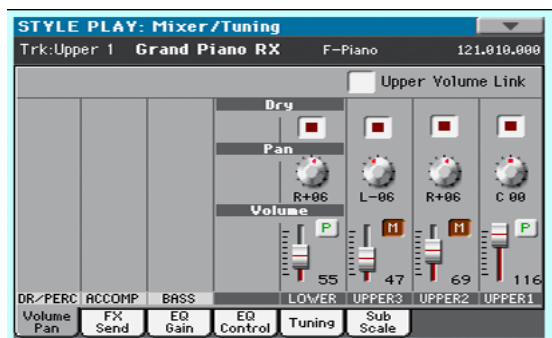 STYLE PLAY: Mixer/Tuning
Trk:Upper 1 Grand Piano RX F-Piano 121.010.000
Upper Volume Link
Dry
Pan
R+06 L-06 R+06 C 00
Volume
P M M P
55 47 69 116
DR/PERC ACCOMP BASS LOWER UPPER3 UPPER2 UPPER1
Volume Pan FX Send EQ Gain EQ Control Tuning Sub Scale